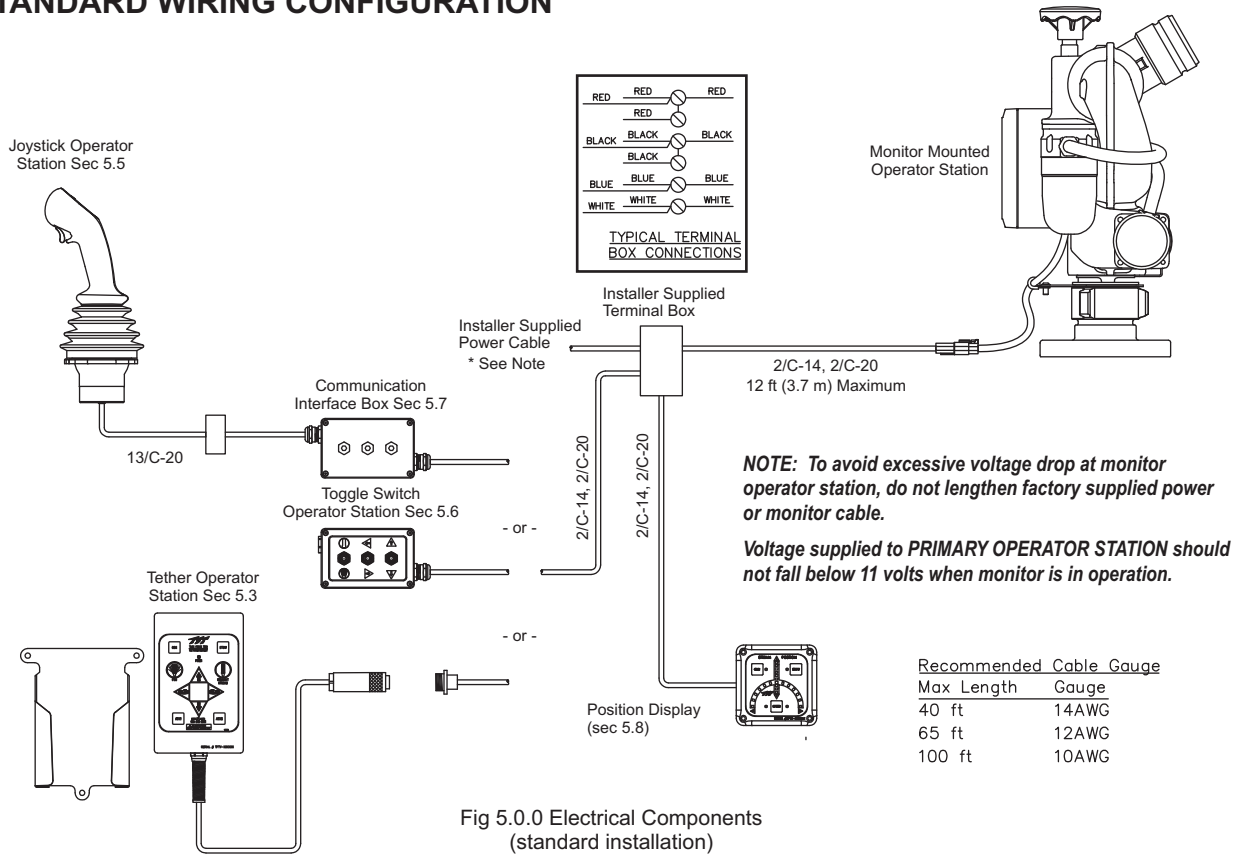 TANDARD WIRING CONFIGURATION
RED RED RED
RED
BLACK BLACK BLACK
BLACK
BLUE BLUE BLUE
WHITE WHITE WHITE
TYPICAL TERMINAL
BOX CONNECTIONS
Joystick Operator
Station Sec 5.5
Monitor Mounted
Operator Station
Installer Supplied
Terminal Box
Installer Supplied
Power Cable
* See Note
2/C-14, 2/C-20
12 ft (3.7 m) Maximum
Communication
Interface Box Sec 5.7
13/C-20
Toggle Switch
Operator Station Sec 5.6
- or -
2/C-14, 2/C-20
2/C-14, 2/C-20
NOTE: To avoid excessive voltage drop at monitor
operator station, do not lengthen factory supplied power
or monitor cable.
Voltage supplied to PRIMARY OPERATOR STATION should
not fall below 11 volts when monitor is in operation.
Tether Operator
Station Sec 5.3
- or -
Position Display
(sec 5.8)
Recommended Cable Gauge
Max Length Gauge
40 ft 14AWG
65 ft 12AWG
100 ft 10AWG
Fig 5.0.0 Electrical Components
(standard installation)